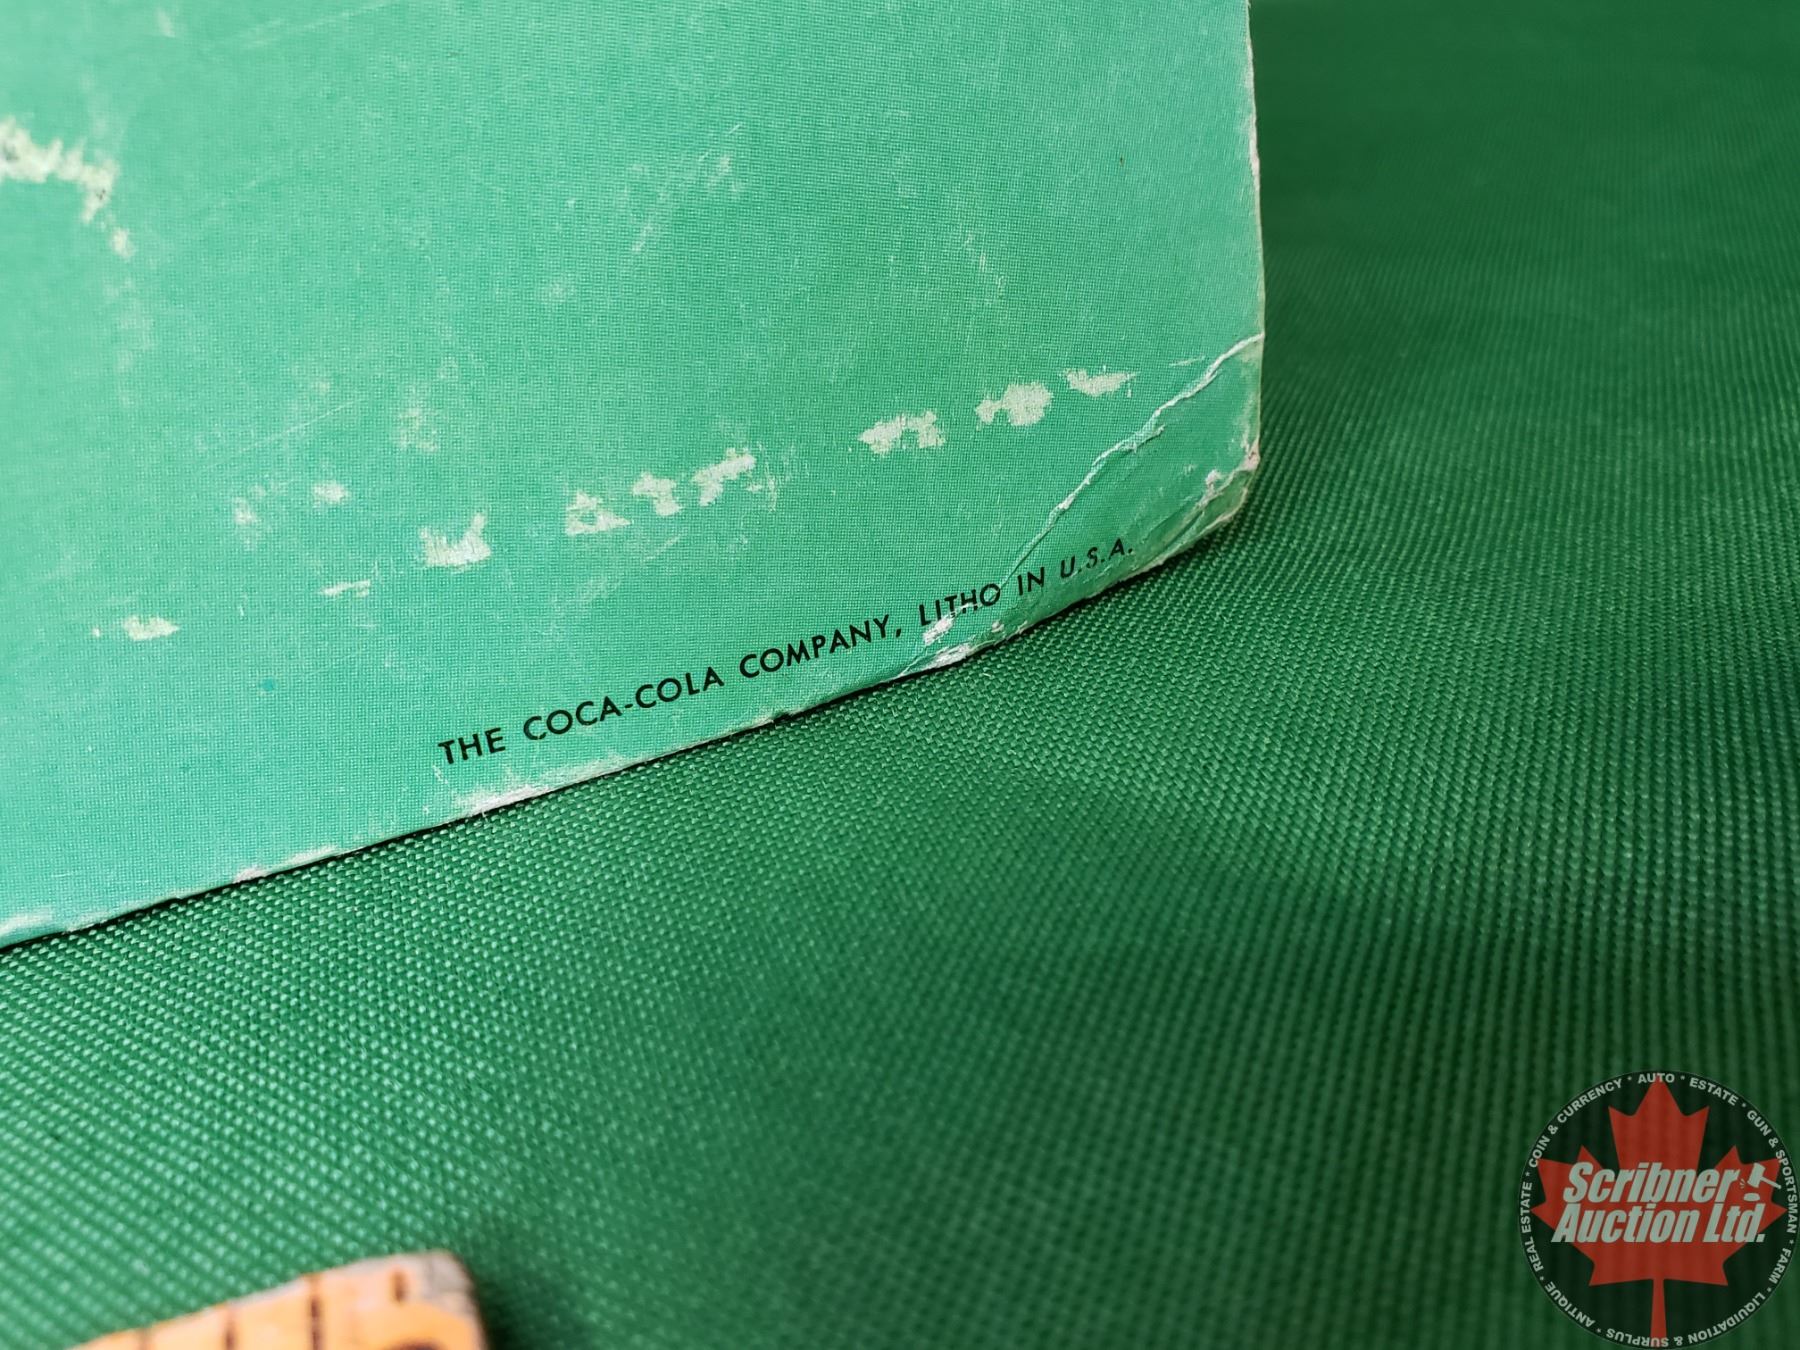 THE COCA-COLA COMPANY, LITHO IN U.S.A.
Scribner
Auction Ltd.
REAL ESTATE * COIN & CURRENCY * AUTO * ESTATE * GUN & SPORTSMAN * FARM * LIQUIDATION & SURPLUS * ANTIQUE *